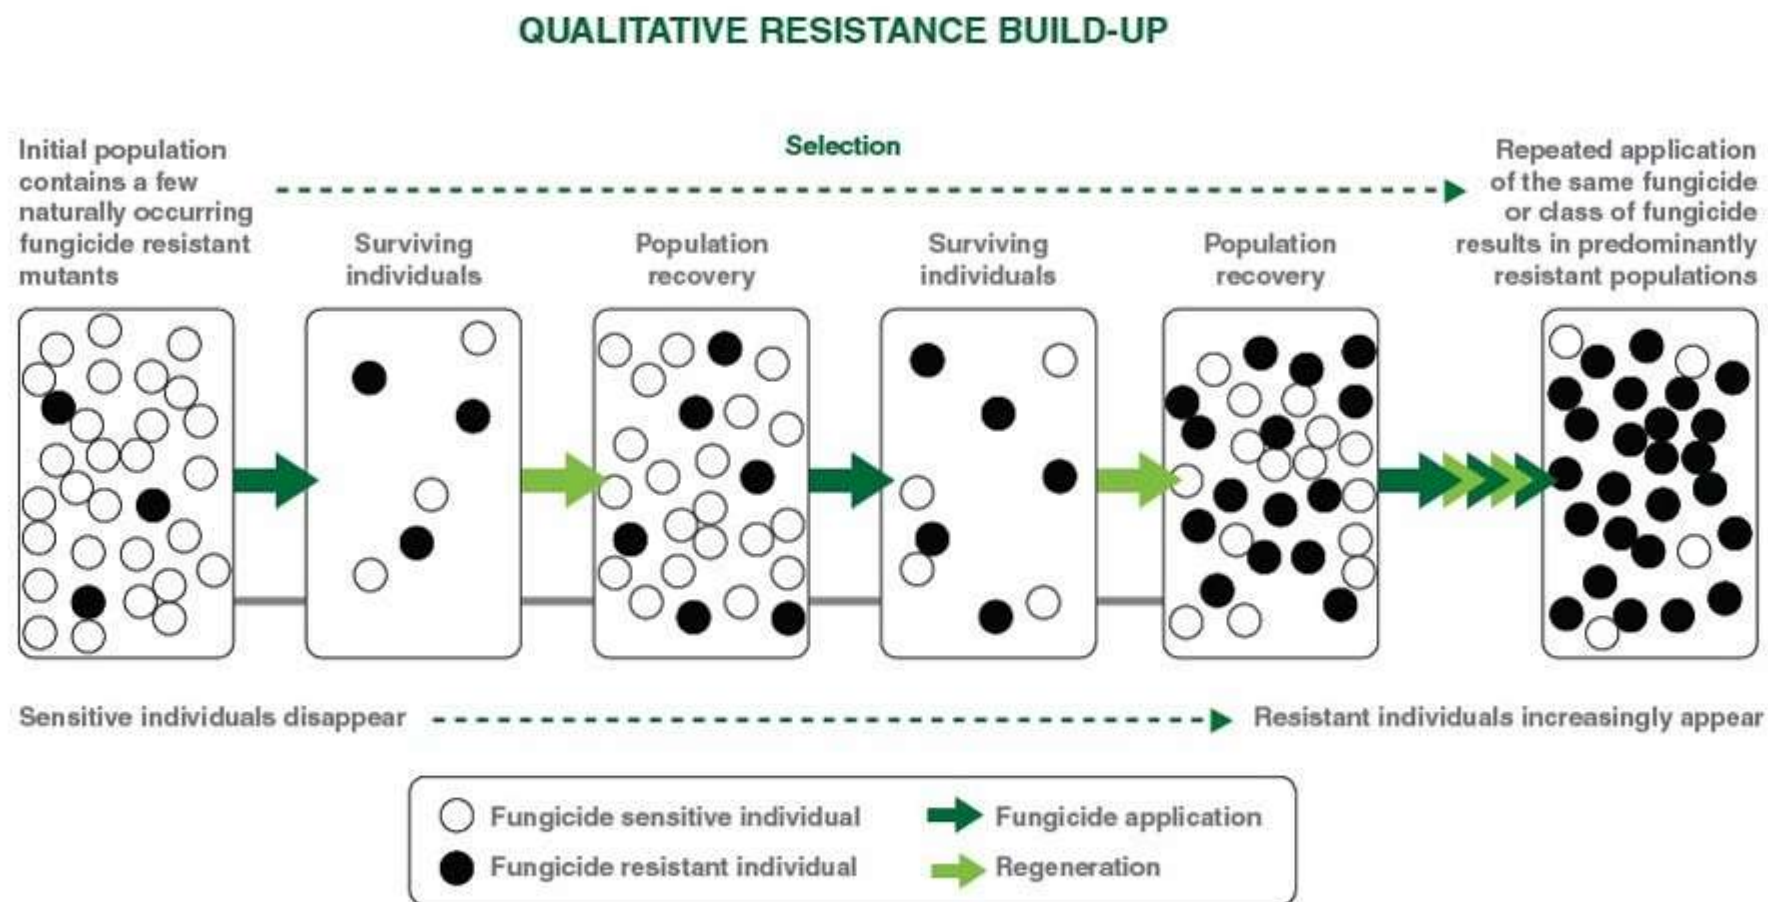 QUALITATIVE RESISTANCE BUILD-UP
Initial population
contains a few
naturally occurring
fungicide resistant
mutants
Selection
Surviving
individuals
Population
recovery
Surviving
individuals
Population
recovery
Repeated application
of the same fungicide
or class of fungicide
results in predominantly
resistant populations
Sensitive individuals disappear
Resistant individuals increasingly appear
Fungicide sensitive individual
Fungicide application
Fungicide resistant individual
Regeneration